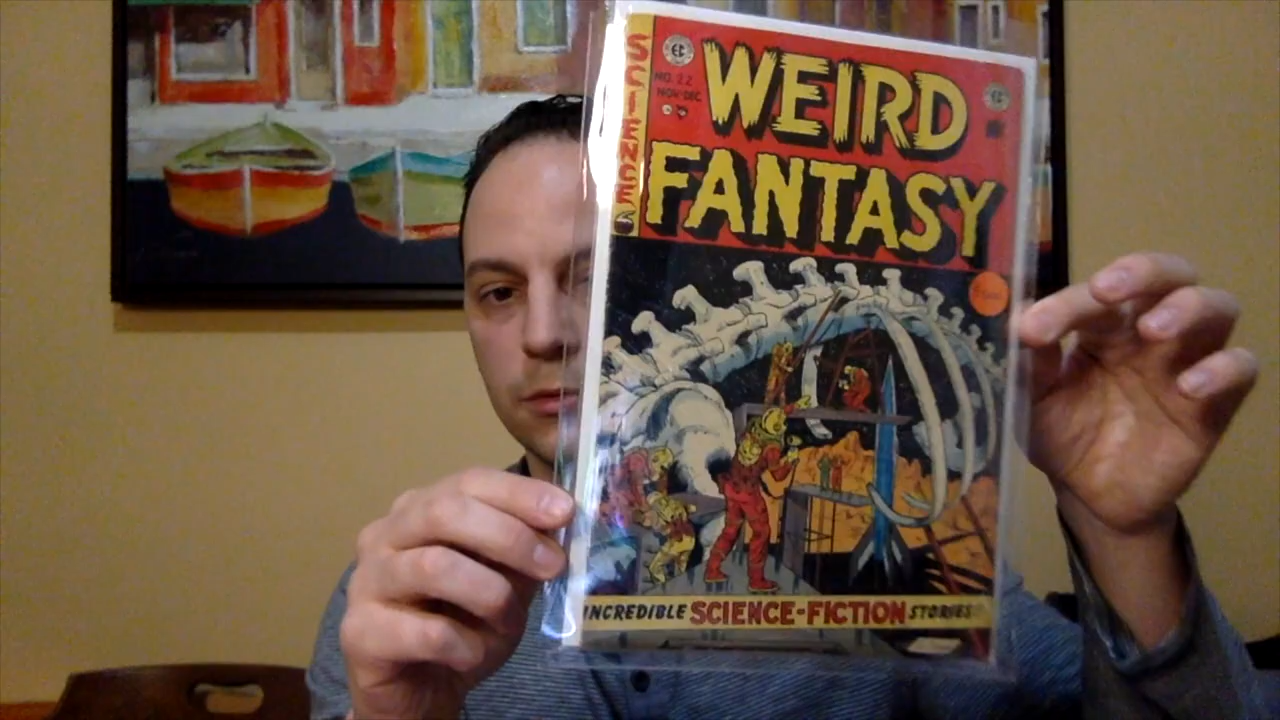 SCIENCE
EC
NO. 22
NOV-DEC
WEIRD
FANTASY
INCREDIBLE SCIENCE-FICTION STORIES